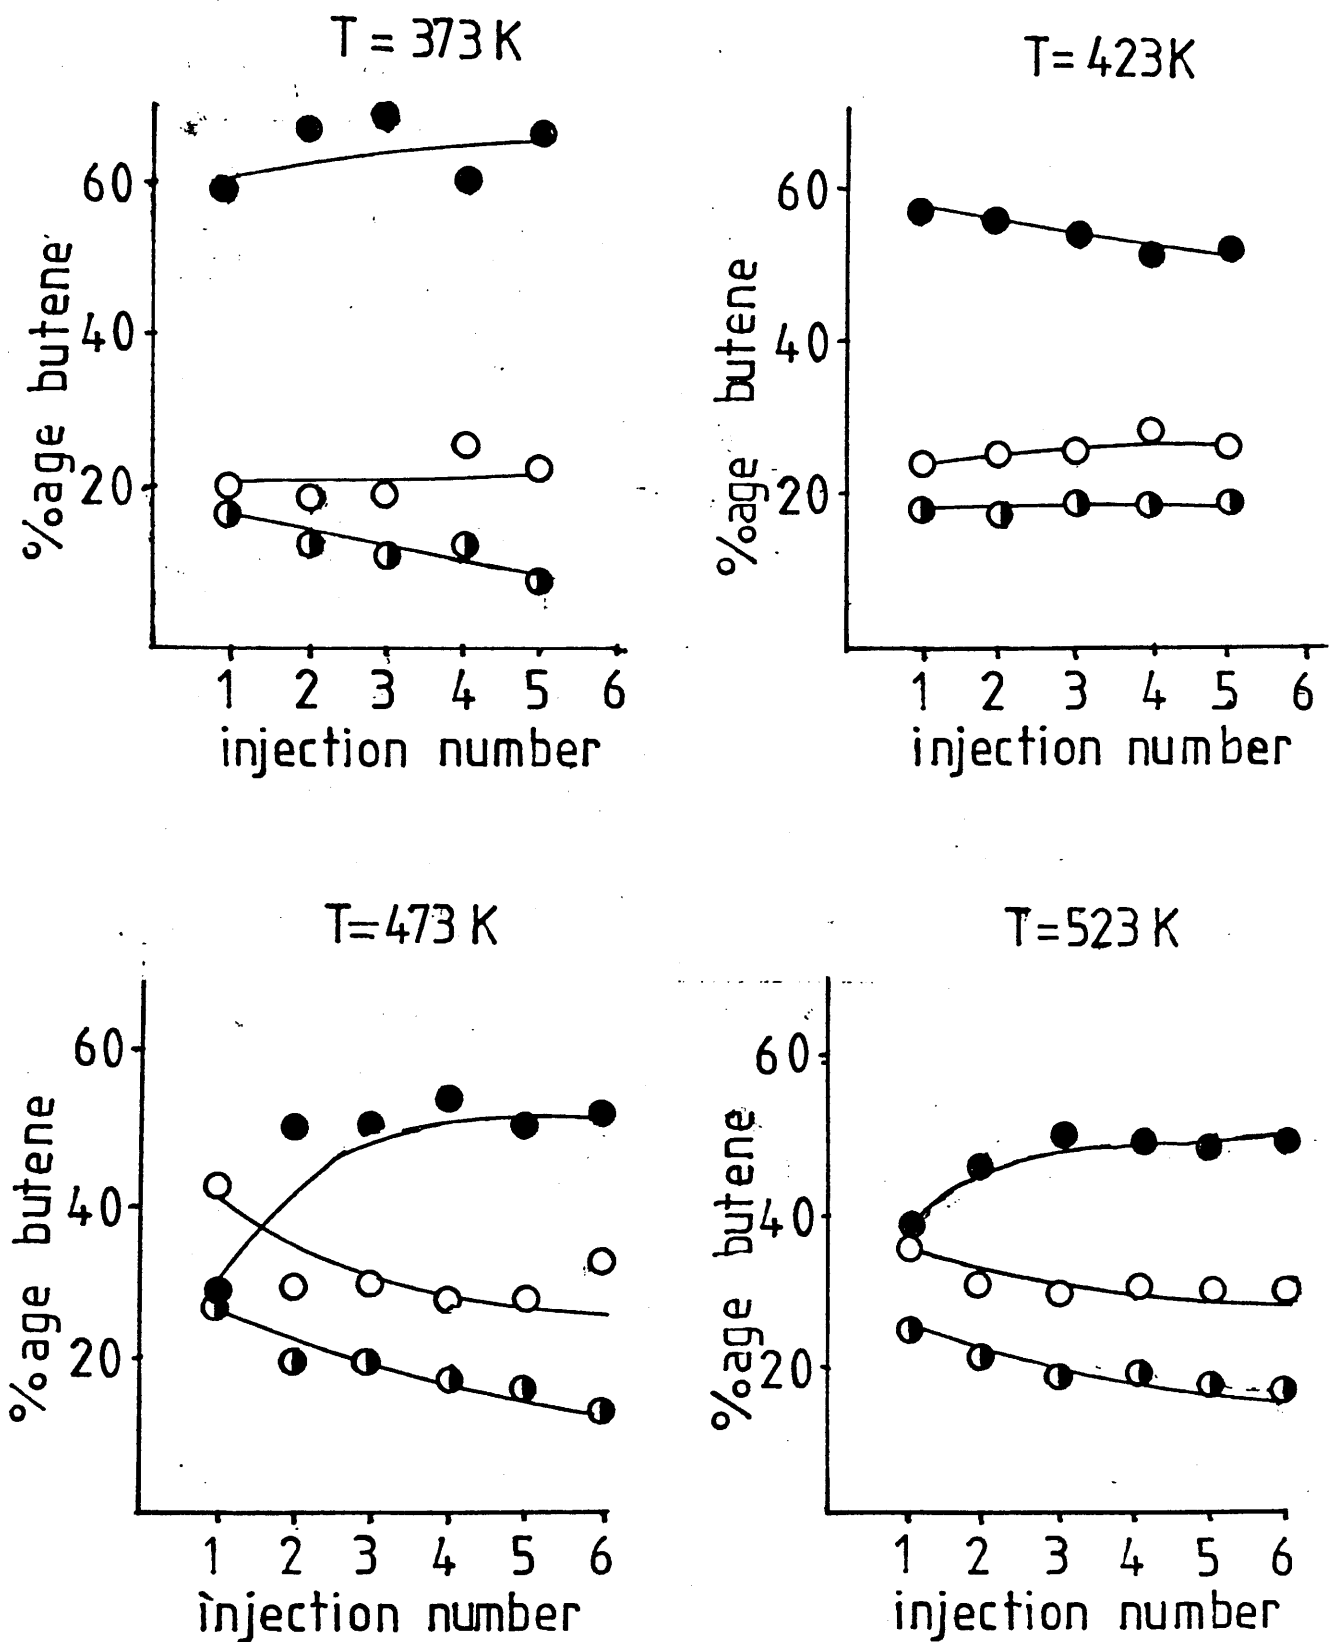 T = 373 K
60
40
20
%age butene
1 2 3 4 5 6
injection number
T = 423K
60
40
20
%age butene
1 2 3 4 5 6
injection number
T=473 K
60
40
20
%age butene
1 2 3 4 5 6
injection number
T=523 K
60
40
20
%age butene
1 2 3 4 5 6
injection number